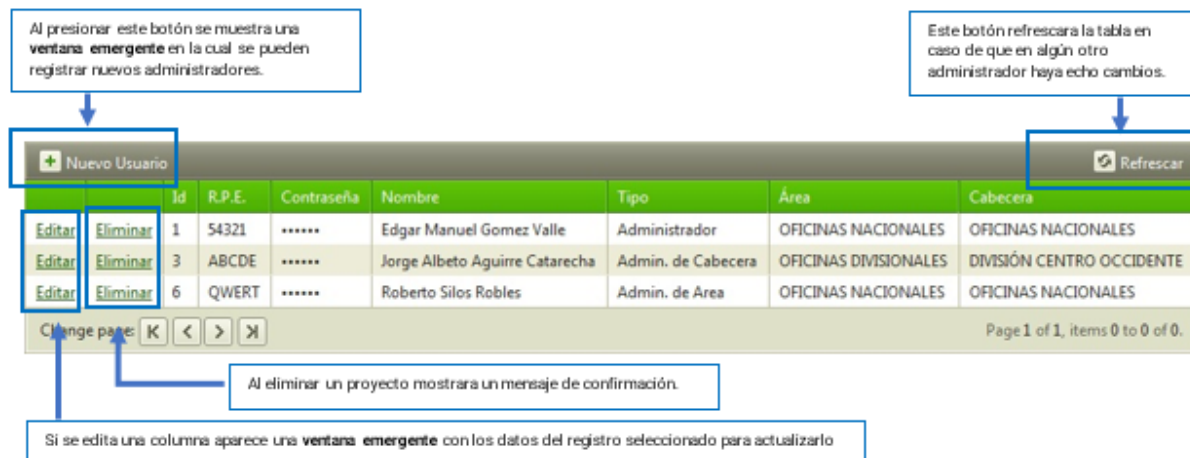 Al presionar este botón se muestra una
ventana emergente en la cual se pueden
registrar nuevos administradores.
Este botón refrescara la tabla en
caso de que en algún otro
administrador haya echo cambios.
Nuevo Usuario Refrescar
Id R.P.E. Contraseña Nombre Tipo Área Cabecera
Editar Eliminar 1 54321 •••••• Edgar Manuel Gomez Valle Administrador OFICINAS NACIONALES OFICINAS NACIONALES
Editar Eliminar 3 ABCDE •••••• Jorge Albeto Aguirre Catarecha Admin. de Cabecera OFICINAS DIVISIONALES DIVISIÓN CENTRO OCCIDENTE
Editar Eliminar 6 QWERT •••••• Roberto Silos Robles Admin. de Area OFICINAS NACIONALES OFICINAS NACIONALES
Change page: Page 1 of 1, items 0 to 0 of 0.
Al eliminar un proyecto mostrara un mensaje de confirmación.
Si se edita una columna aparece una ventana emergente con los datos del registro seleccionado para actualizarlo